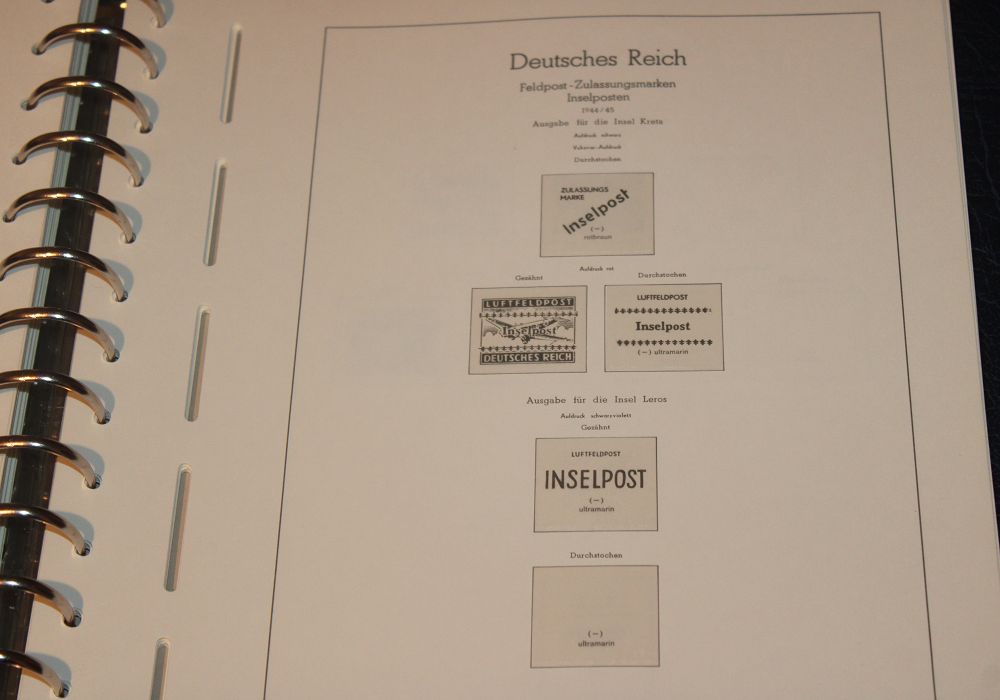 Deutsches Reich
Feldpost-Zulassungsmarken
Inselposten
1944/45
Ausgabe für die Insel Kreta
Aufdruck schwarz
Vukovar-Aufdruck
Durchstochen
ZULASSUNGS
MARKE
Inselpost
(—)
rotbraun
Aufdruck rot
Gezähnt
Durchstochen
LUFTFELDPOST
Inselpost
DEUTSCHES REICH
LUFTFELDPOST
Inselpost
(—) ultramarin
Ausgabe für die Insel Leros
Aufdruck schwarzviolett
Gezähnt
LUFTFELDPOST
INSELPOST
(—)
ultramarin
Durchstochen
(—)
ultramarin